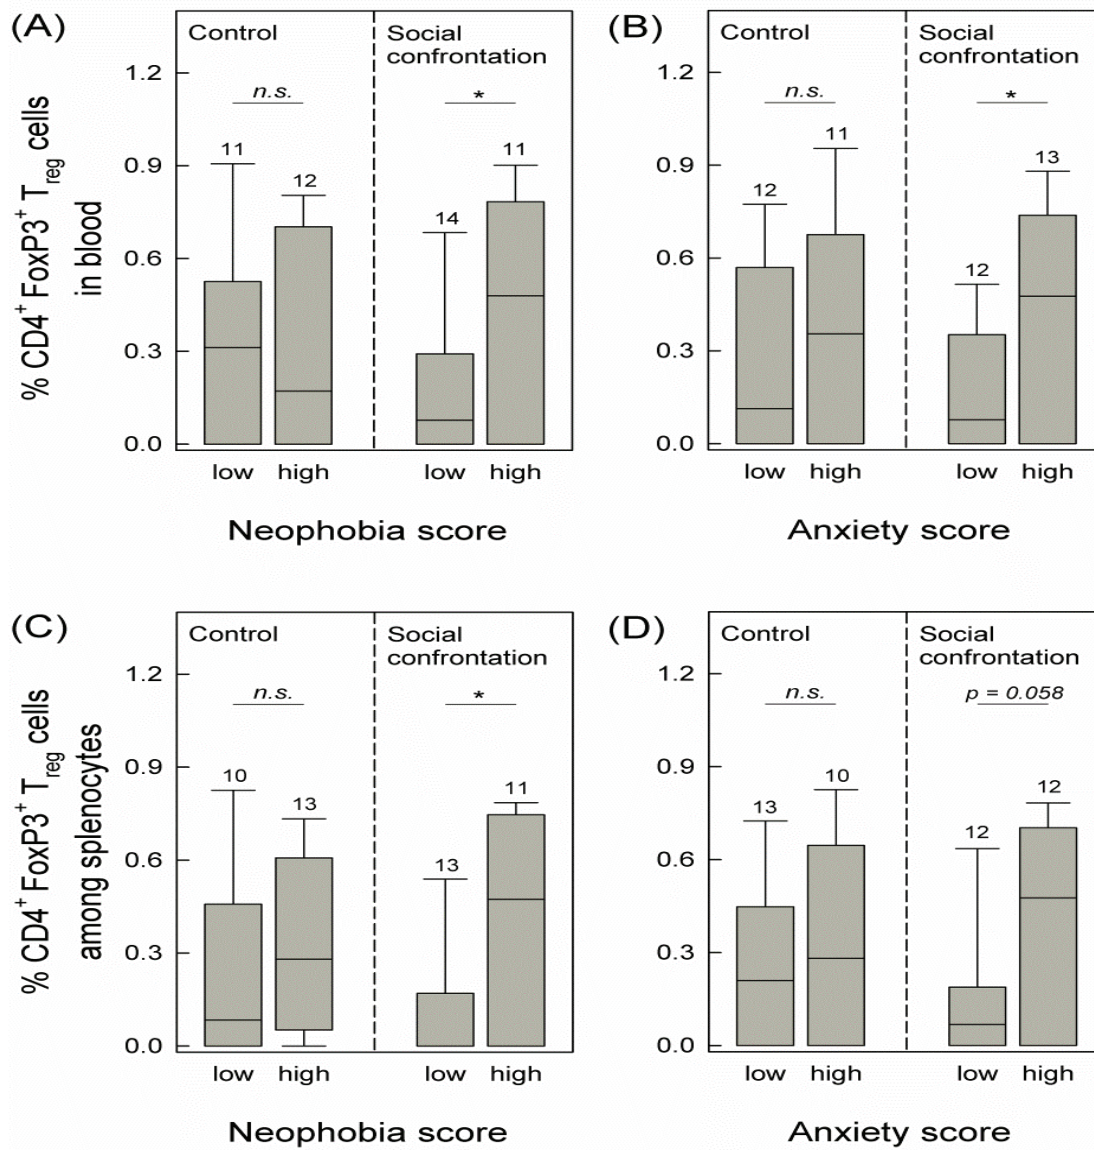 (A)
Control
Social
confrontation
1.2
0.9
0.6
0.3
0.0
n.s.
*
11
12
14
11
% CD4+ FoxP3+ Treg cells
in blood
low high low high
Neophobia score
(B)
Control
Social
confrontation
1.2
0.9
0.6
0.3
0.0
n.s.
*
12
11
12
13
low high low high
Anxiety score
(C)
Control
Social
confrontation
1.2
0.9
0.6
0.3
0.0
n.s.
*
10
13
13
11
% CD4+ FoxP3+ Treg cells
among splenocytes
low high low high
Neophobia score
(D)
Control
Social
confrontation
1.2
0.9
0.6
0.3
0.0
n.s.
p = 0.058
13
10
12
12
low high low high
Anxiety score